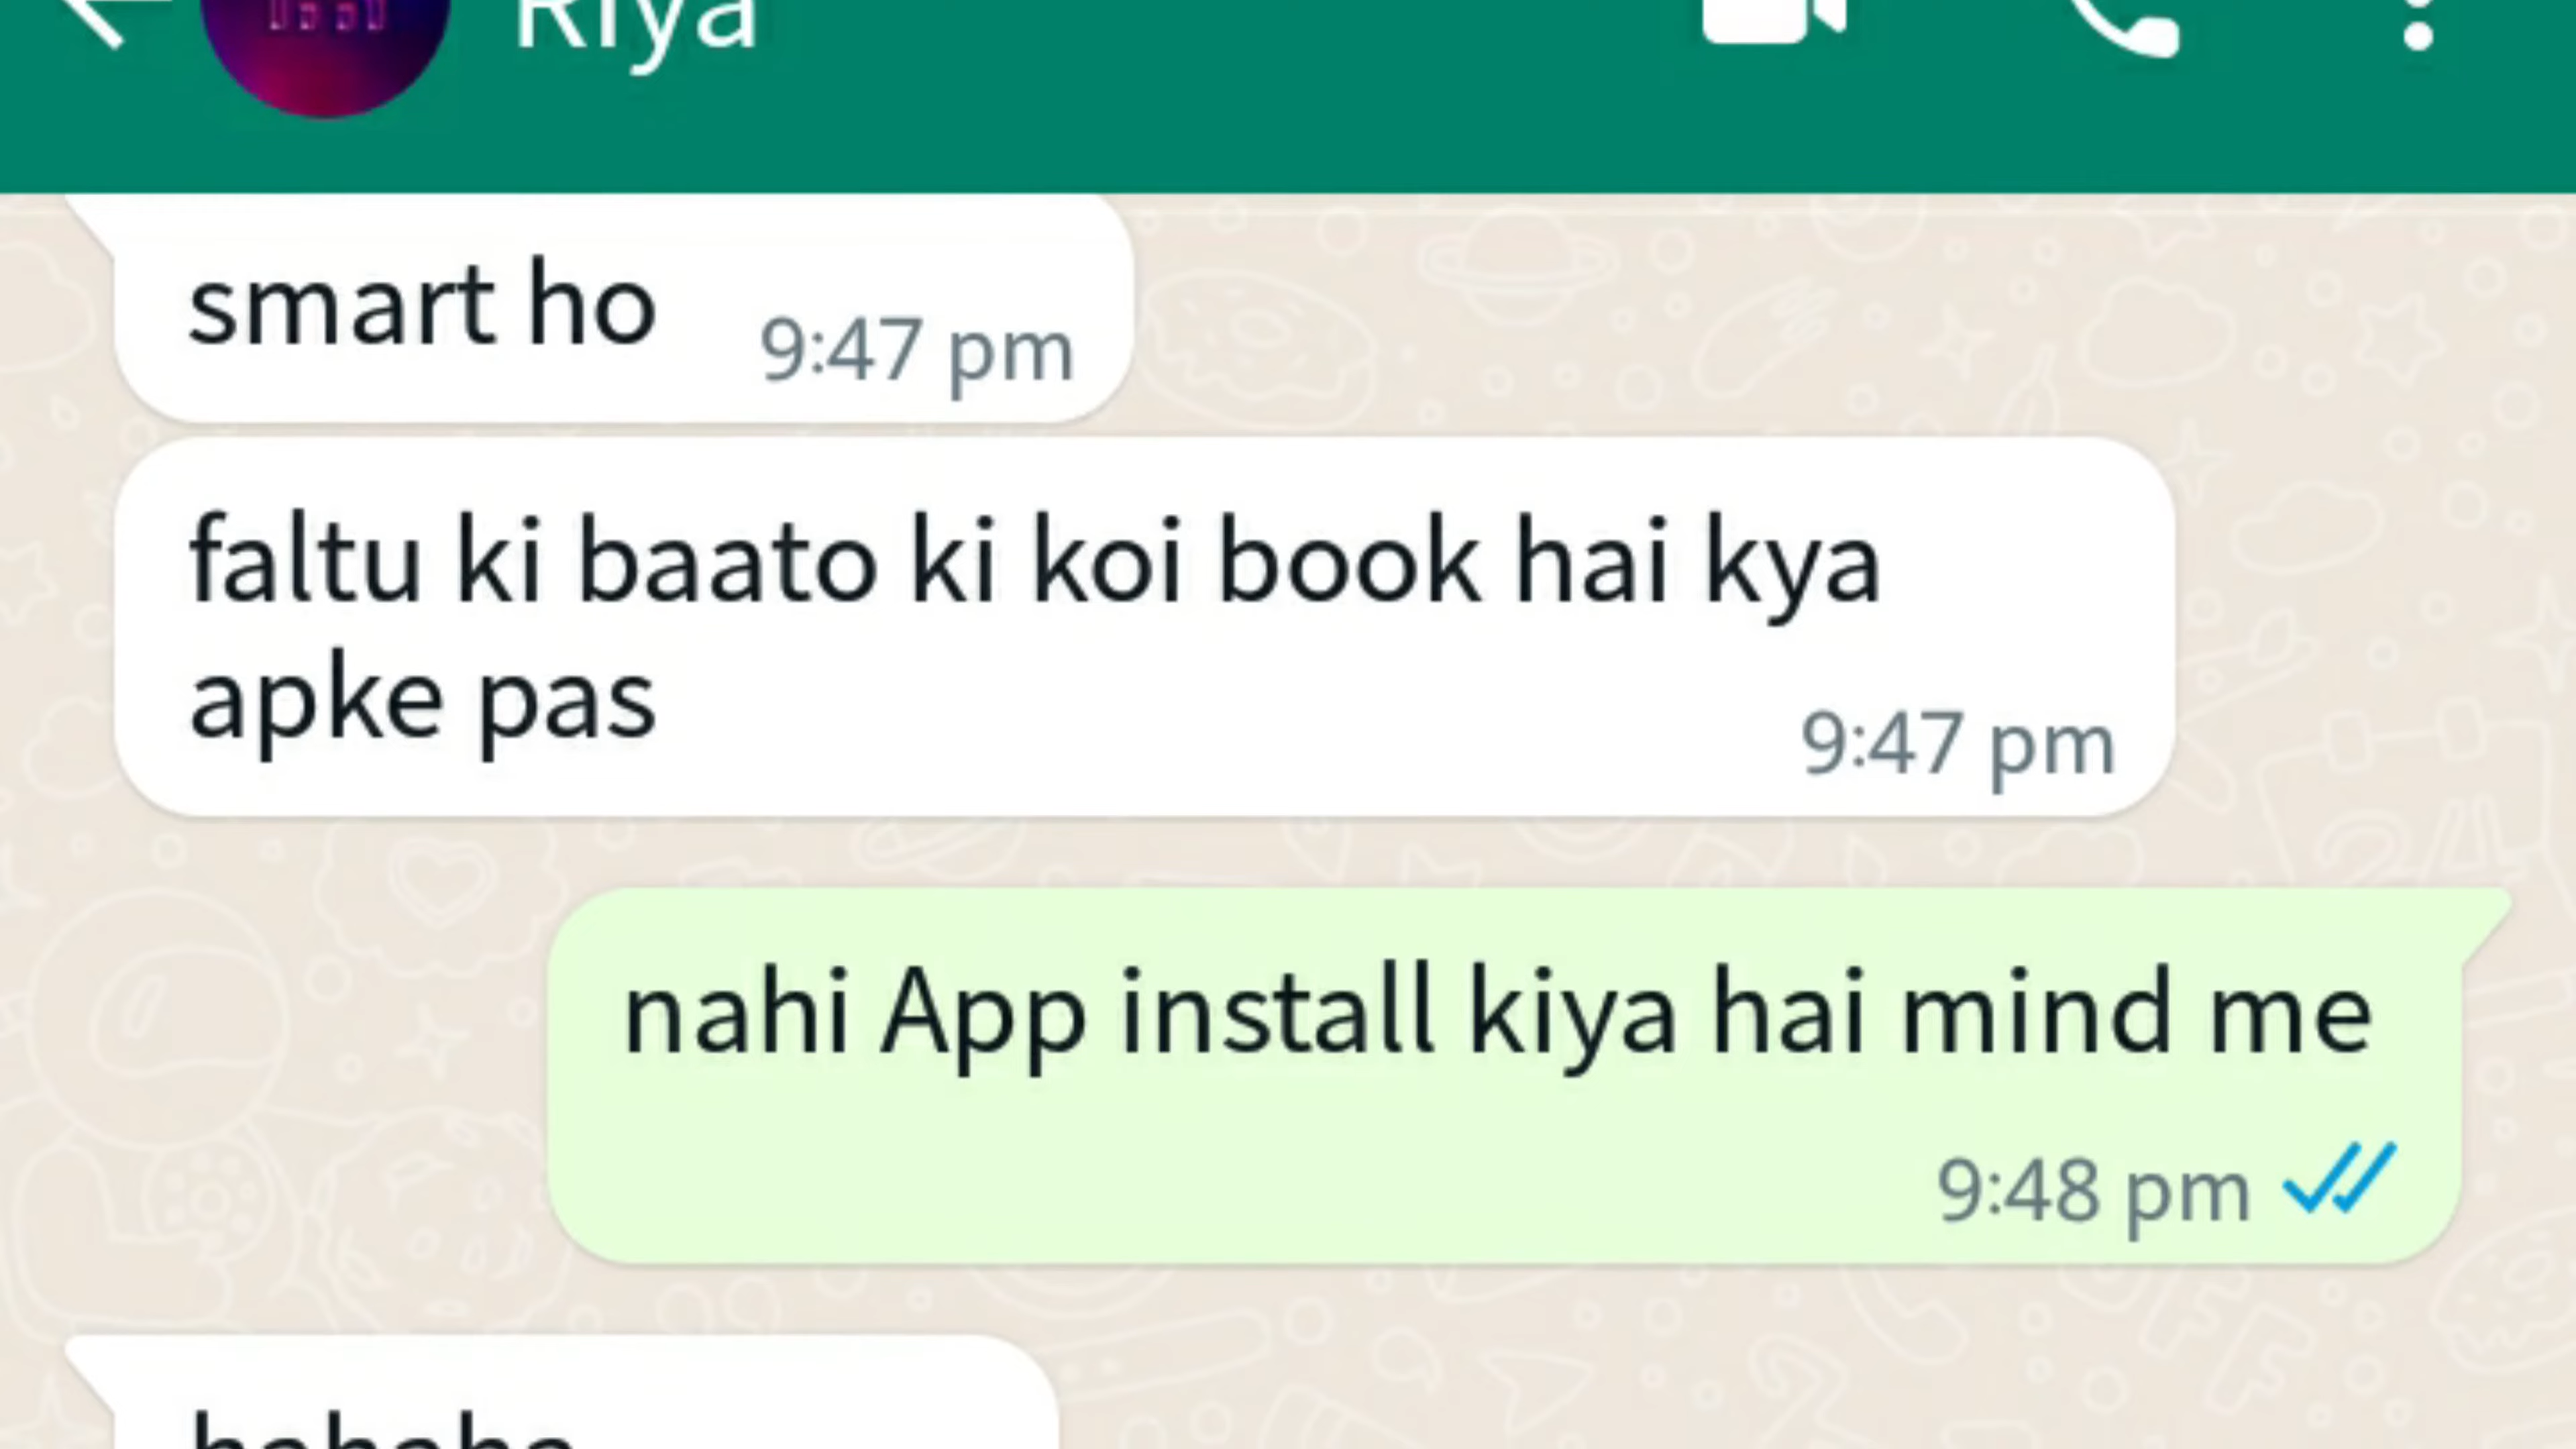 Riya
smart ho
9:47 pm
faltu ki baato ki koi book hai kya
apke pas
9:47 pm
nahi App install kiya hai mind me
9:48 pm
hahaha